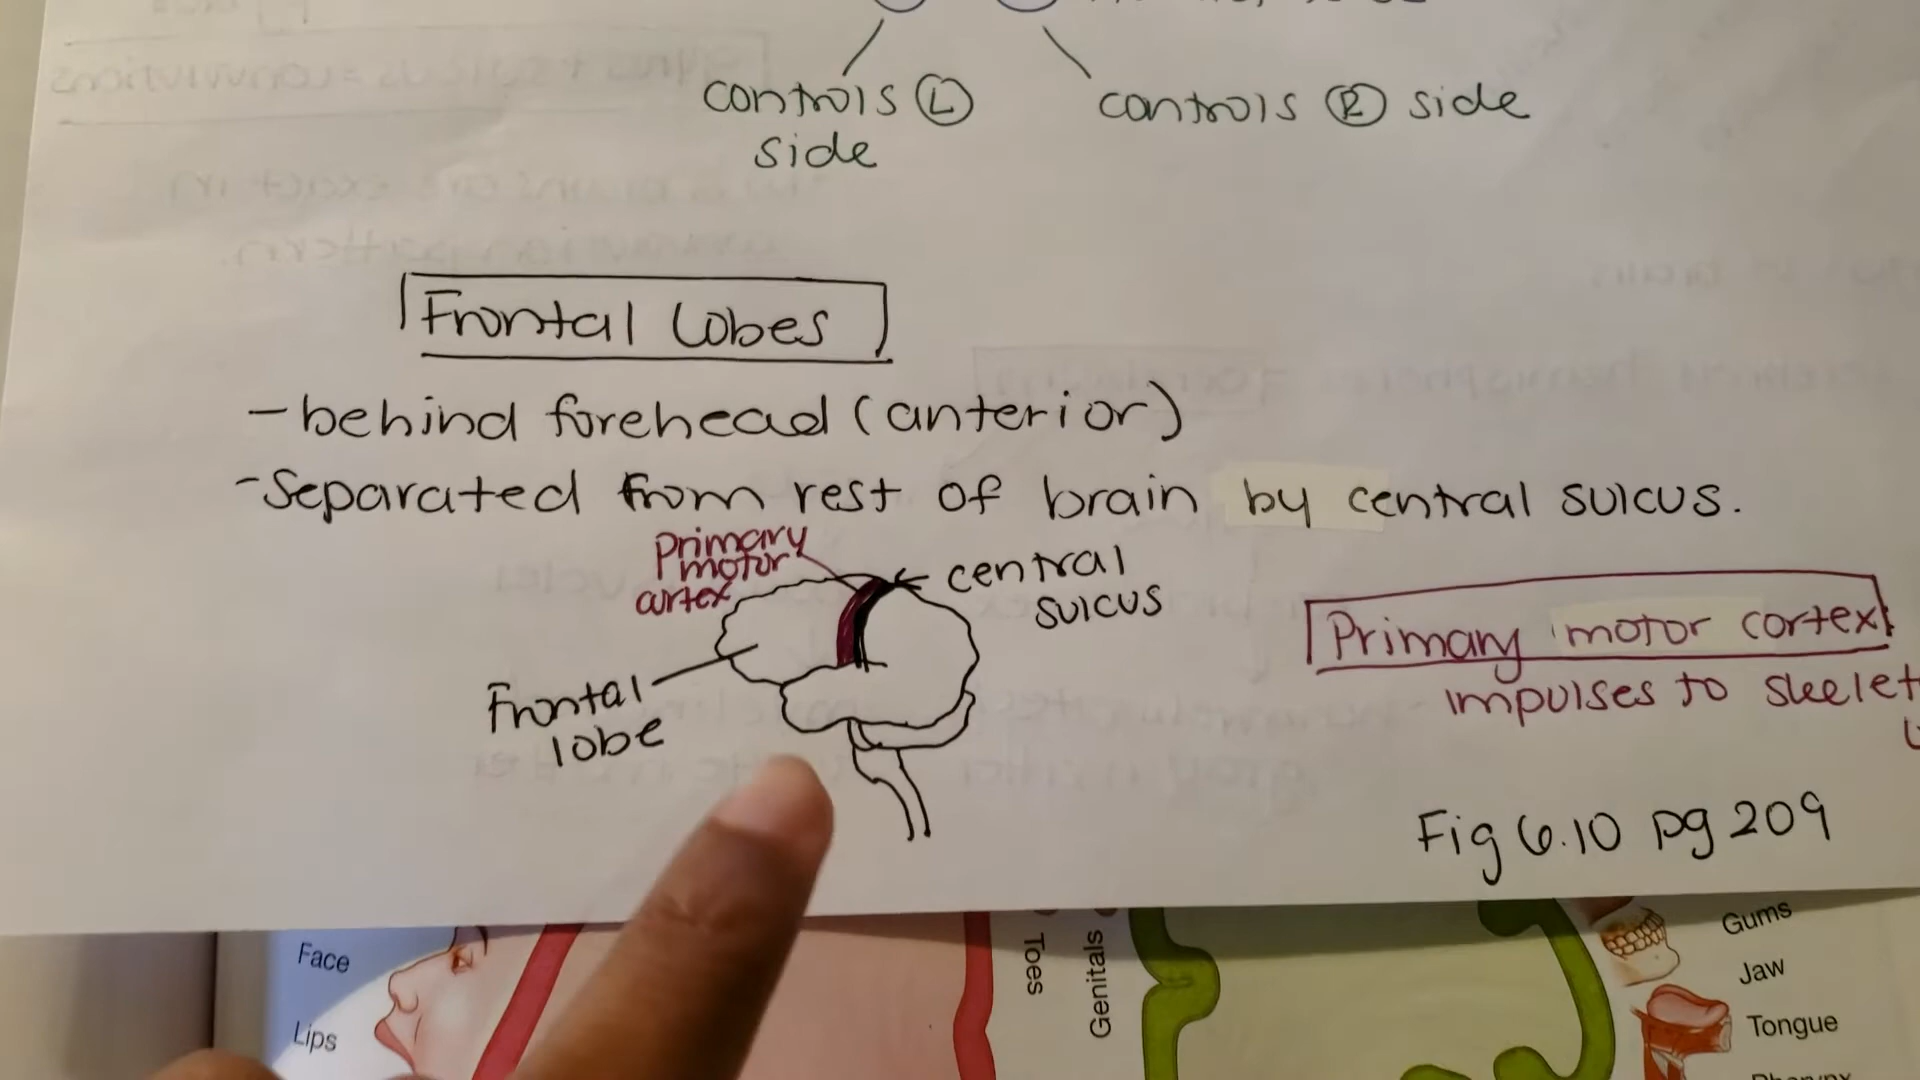 controls Ⓛ
side
controls Ⓡ side
Frontal Lobes
- behind forehead (anterior)
- Separated from rest of brain by central sulcus.
Primary
motor
cortex
central
sulcus
Frontal
lobe
Primary motor cortex
impulses to skelet
Fig 6.10 pg 209
Face
Lips
Toes
Genitals
Gums
Jaw
Tongue